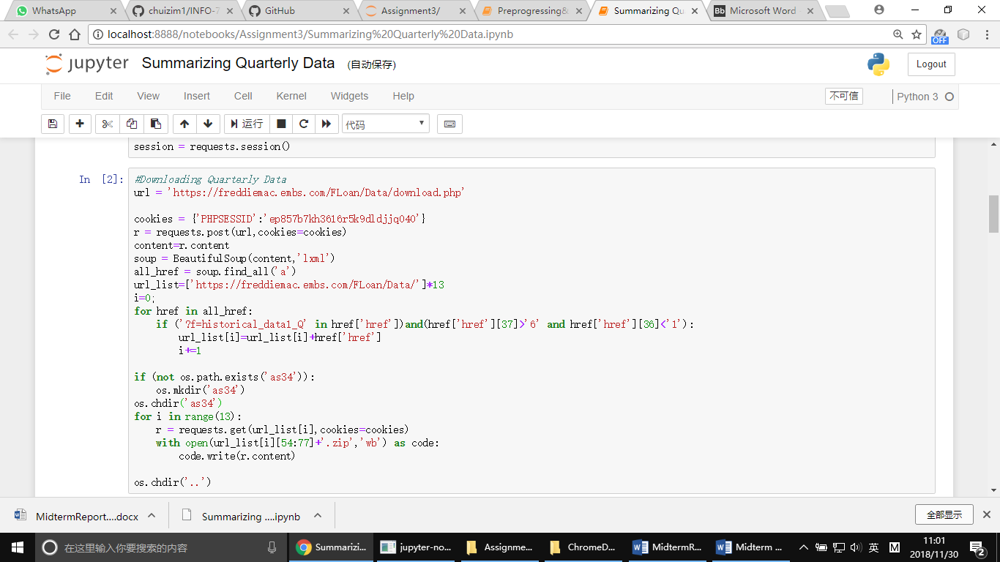 WhatsApp
chuizim1/INFO-7
GitHub
Assignment3/
Preprogressing&
Summarizing Qu
Bb Microsoft Word
localhost:8888/notebooks/Assignment3/Summarizing%20Quarterly%20Data.ipynb
OFF
jupyter Summarizing Quarterly Data (自动保存)
Logout
File Edit View Insert Cell Kernel Widgets Help
不可信
Python 3
运行
代码
session = requests.session()
In [2]:
#Downloading Quarterly Data
url = 'https://freddiemac.embs.com/FLoan/Data/download.php'
cookies = {'PHPSESSID':'ep857b7kh3616r5k9dldjjq040'}
r = requests.post(url,cookies=cookies)
content=r.content
soup = BeautifulSoup(content,'lxml')
all_href = soup.find_all('a')
url_list=['https://freddiemac.embs.com/FLoan/Data/']*13
i=0;
for href in all_href:
    if ('?f=historical_data1_Q' in href['href'])and(href['href'][37]>'6' and href['href'][36]<'1'):
        url_list[i]=url_list[i]+href['href']
        i+=1
if (not os.path.exists('as34')):
    os.mkdir('as34')
os.chdir('as34')
for i in range(13):
    r = requests.get(url_list[i],cookies=cookies)
    with open(url_list[i][54:77]+'.zip','wb') as code:
        code.write(r.content)
os.chdir('..')
MidtermReport....docx
Summarizing ....ipynb
全部显示
在这里输入你要搜索的内容
Summarizi...
jupyter-no...
Assignme...
ChromeD...
MidtermR...
Midterm ...
英
M
11:01
2018/11/30
2